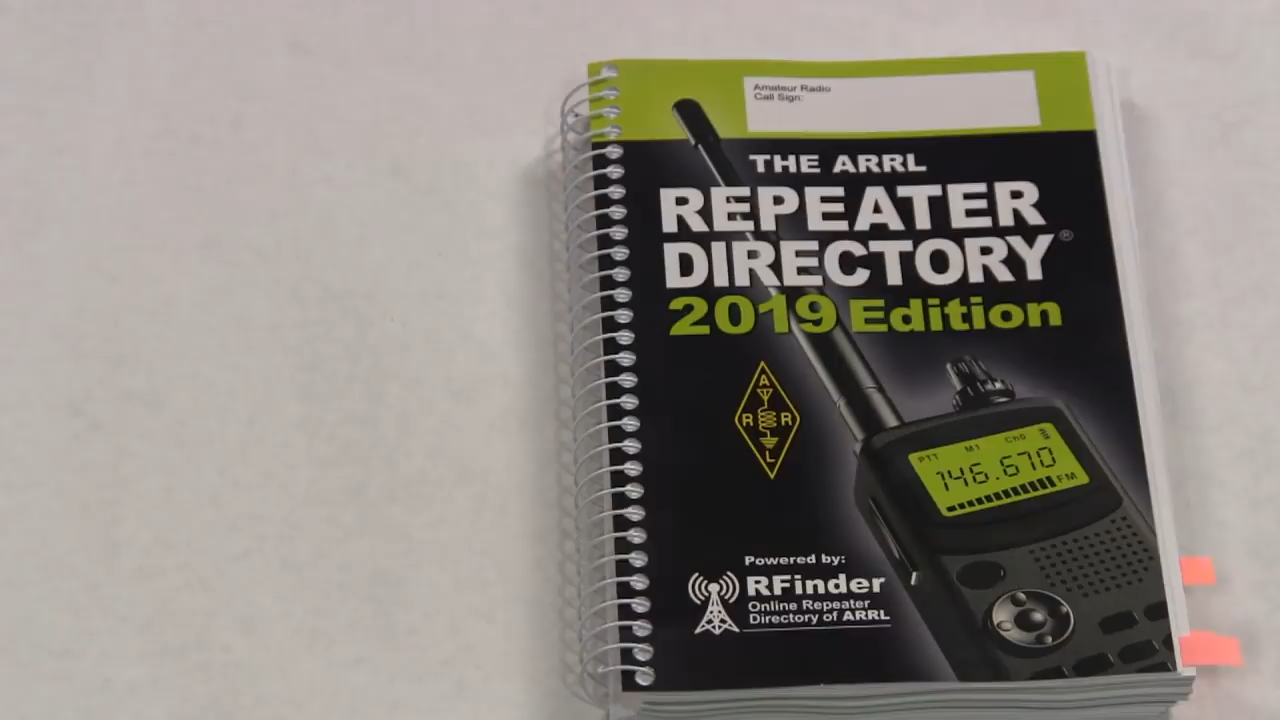 Amateur Radio
Call Sign:
THE ARRL
REPEATER
DIRECTORY®
2019 Edition
A
R R
L
PTT M1 Ch0
146.670
FM
Powered by:
RFinder
Online Repeater
Directory of ARRL